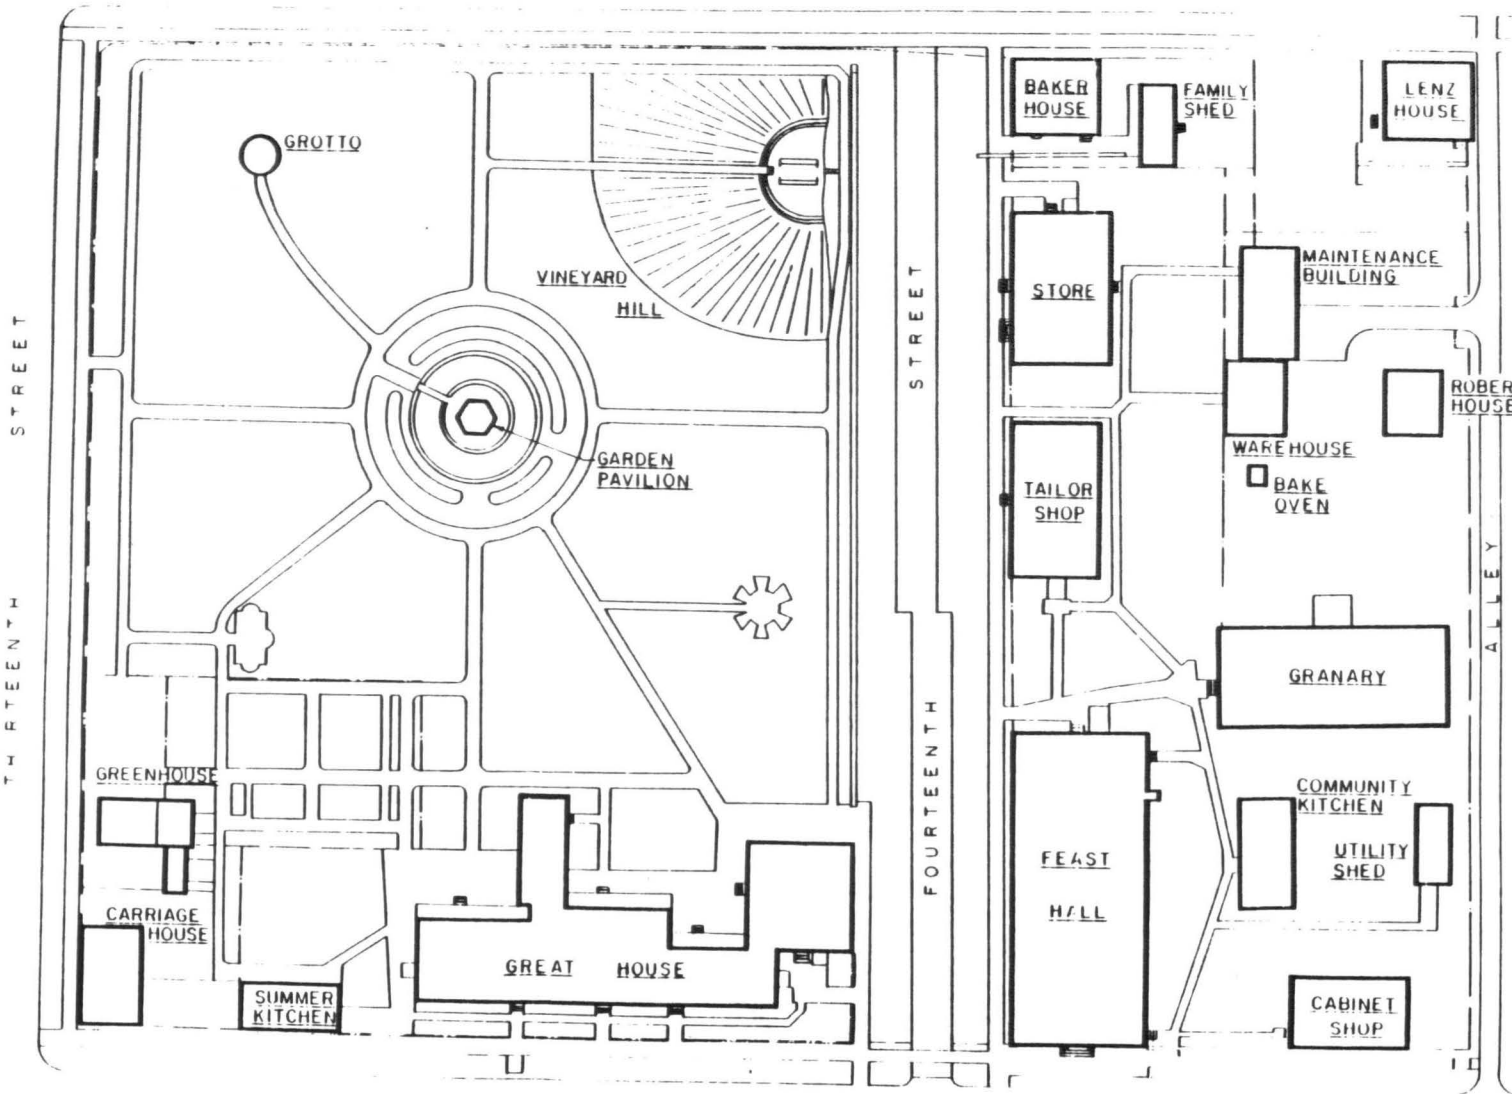 BAKER
HOUSE
FAMILY
SHED
LENZ
HOUSE
GROTTO
VINEYARD
HILL
STORE
MAINTENANCE
BUILDING
STREET
STREET
ROBER
HOUSE
GARDEN
PAVILION
WAREHOUSE
TAILOR
SHOP
BAKE
OVEN
ALLEY
TH RTEENTH
GRANARY
FOURTEENTH
GREENHOUSE
COMMUNITY
KITCHEN
FEAST
HALL
UTILITY
SHED
CARRIAGE
HOUSE
GREAT HOUSE
SUMMER
KITCHEN
CABINET
SHOP